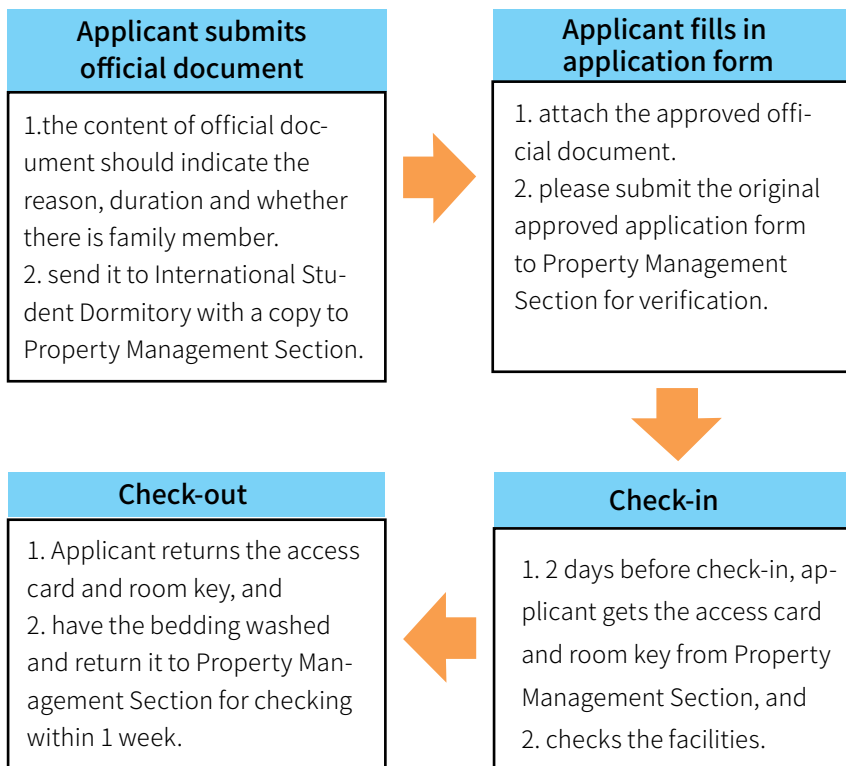 Applicant submits
official document
1.the content of official doc-
ument should indicate the
reason, duration and whether
there is family member.
2. send it to International Stu-
dent Dormitory with a copy to
Property Management Section.
Applicant fills in
application form
1. attach the approved offi-
cial document.
2. please submit the original
approved application form
to Property Management
Section for verification.
Check-in
1. 2 days before check-in, ap-
plicant gets the access card
and room key from Property
Management Section, and
2. checks the facilities.
Check-out
1. Applicant returns the access
card and room key, and
2. have the bedding washed
and return it to Property Man-
agement Section for checking
within 1 week.